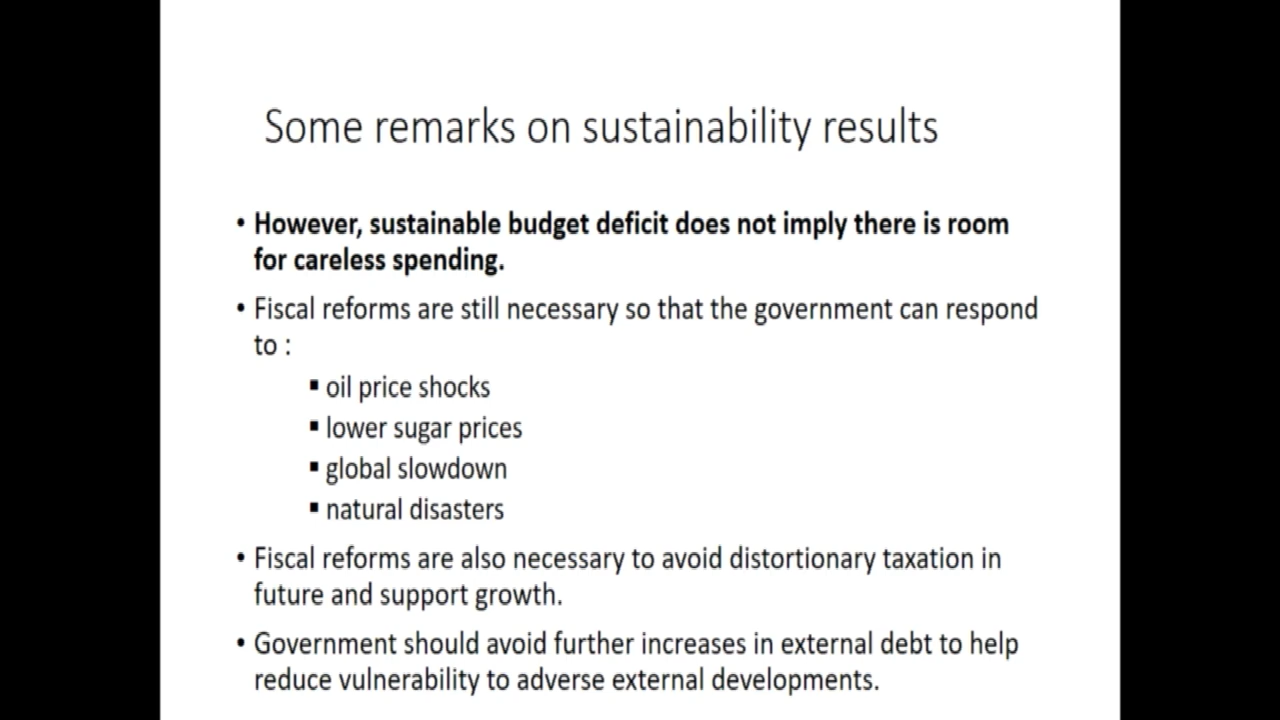 Some remarks on sustainability results
• However, sustainable budget deficit does not imply there is room
for careless spending.
• Fiscal reforms are still necessary so that the government can respond
to :
▪ oil price shocks
▪ lower sugar prices
▪ global slowdown
▪ natural disasters
• Fiscal reforms are also necessary to avoid distortionary taxation in
future and support growth.
• Government should avoid further increases in external debt to help
reduce vulnerability to adverse external developments.